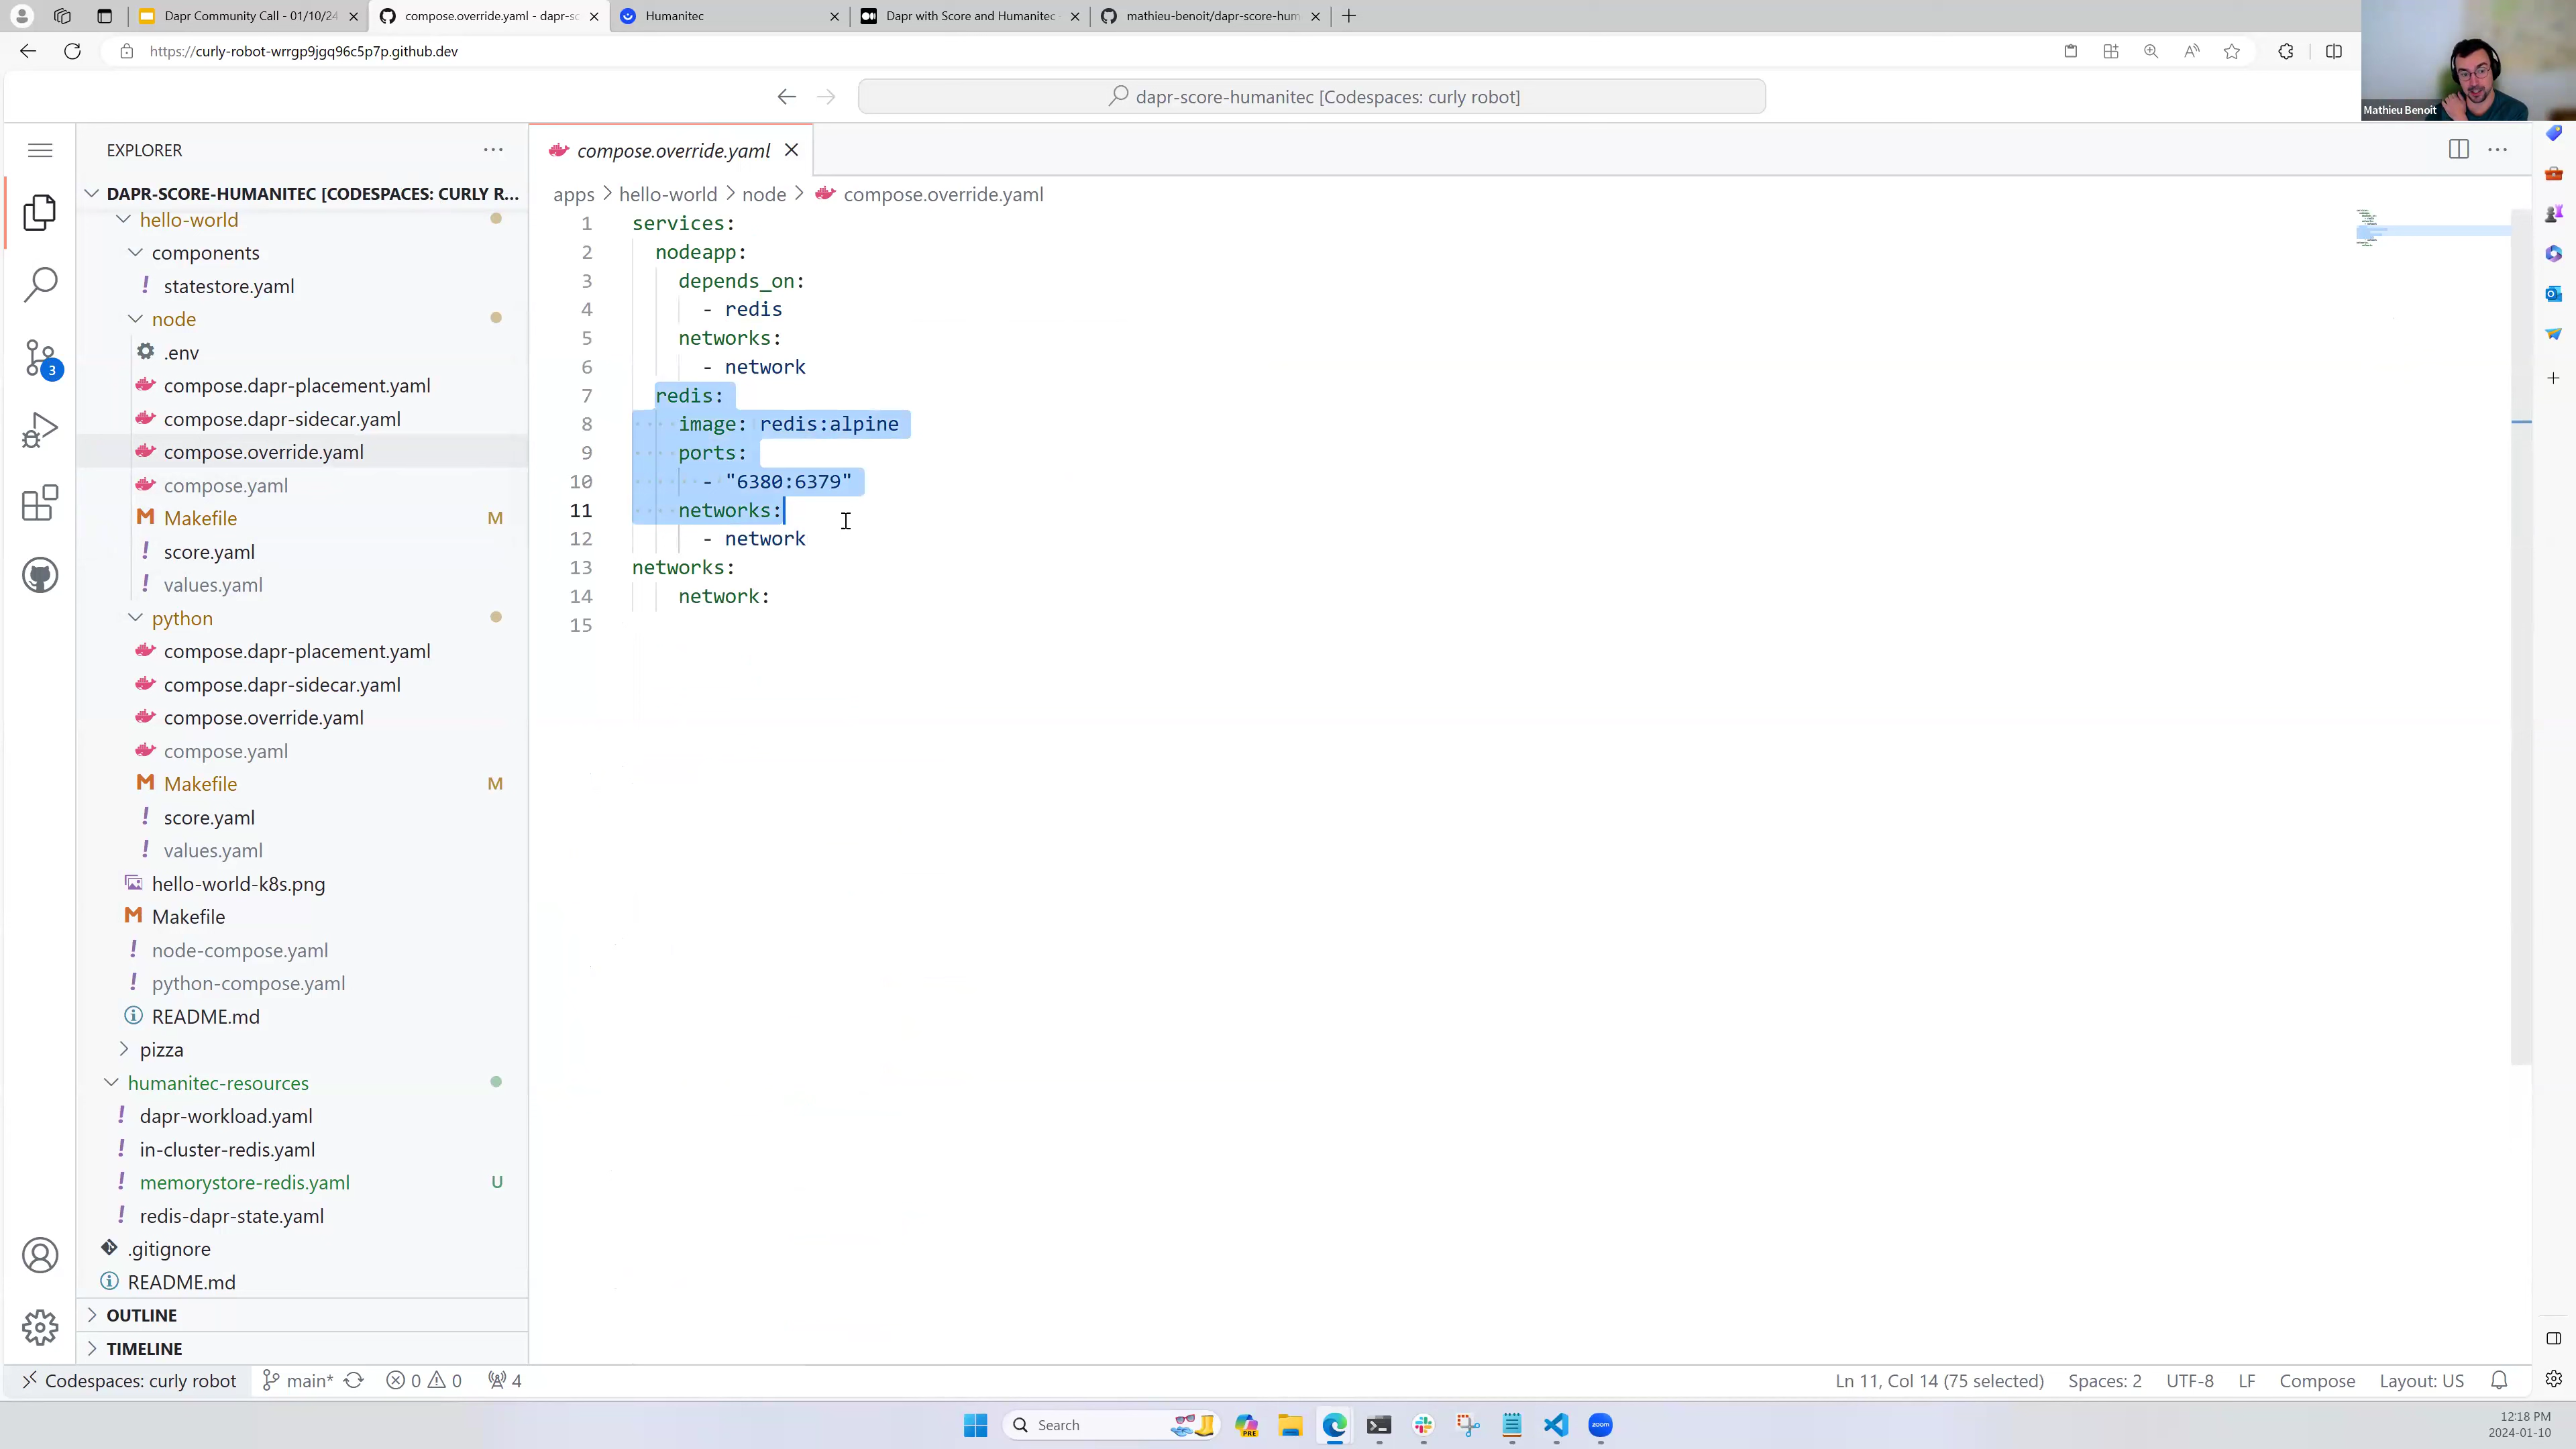 Dapr Community Call - 01/10/24
compose.override.yaml - dapr-sc
Humanitec
Dapr with Score and Humanitec
mathieu-benoit/dapr-score-hum
https://curly-robot-wrrgp9jgq96c5p7p.github.dev
dapr-score-humanitec [Codespaces: curly robot]
Mathieu Benoit
EXPLORER
compose.override.yaml
DAPR-SCORE-HUMANITEC [CODESPACES: CURLY R...
apps > hello-world > node > compose.override.yaml
hello-world
components
statestore.yaml
node
.env
compose.dapr-placement.yaml
compose.dapr-sidecar.yaml
compose.override.yaml
compose.yaml
Makefile M
score.yaml
values.yaml
python
compose.dapr-placement.yaml
compose.dapr-sidecar.yaml
compose.override.yaml
compose.yaml
Makefile M
score.yaml
values.yaml
hello-world-k8s.png
Makefile
node-compose.yaml
python-compose.yaml
README.md
pizza
humanitec-resources
dapr-workload.yaml
in-cluster-redis.yaml
memorystore-redis.yaml U
redis-dapr-state.yaml
.gitignore
README.md
OUTLINE
TIMELINE
3
1 services:
2 nodeapp:
3 depends_on:
4 - redis
5 networks:
6 - network
7 redis:
8 image: redis:alpine
9 ports:
10 - "6380:6379"
11 networks:
12 - network
13 networks:
14 network:
15
Codespaces: curly robot main* 0 0 4
Ln 11, Col 14 (75 selected) Spaces: 2 UTF-8 LF Compose Layout: US
Search
PRE
zoom
12:18 PM
2024-01-10